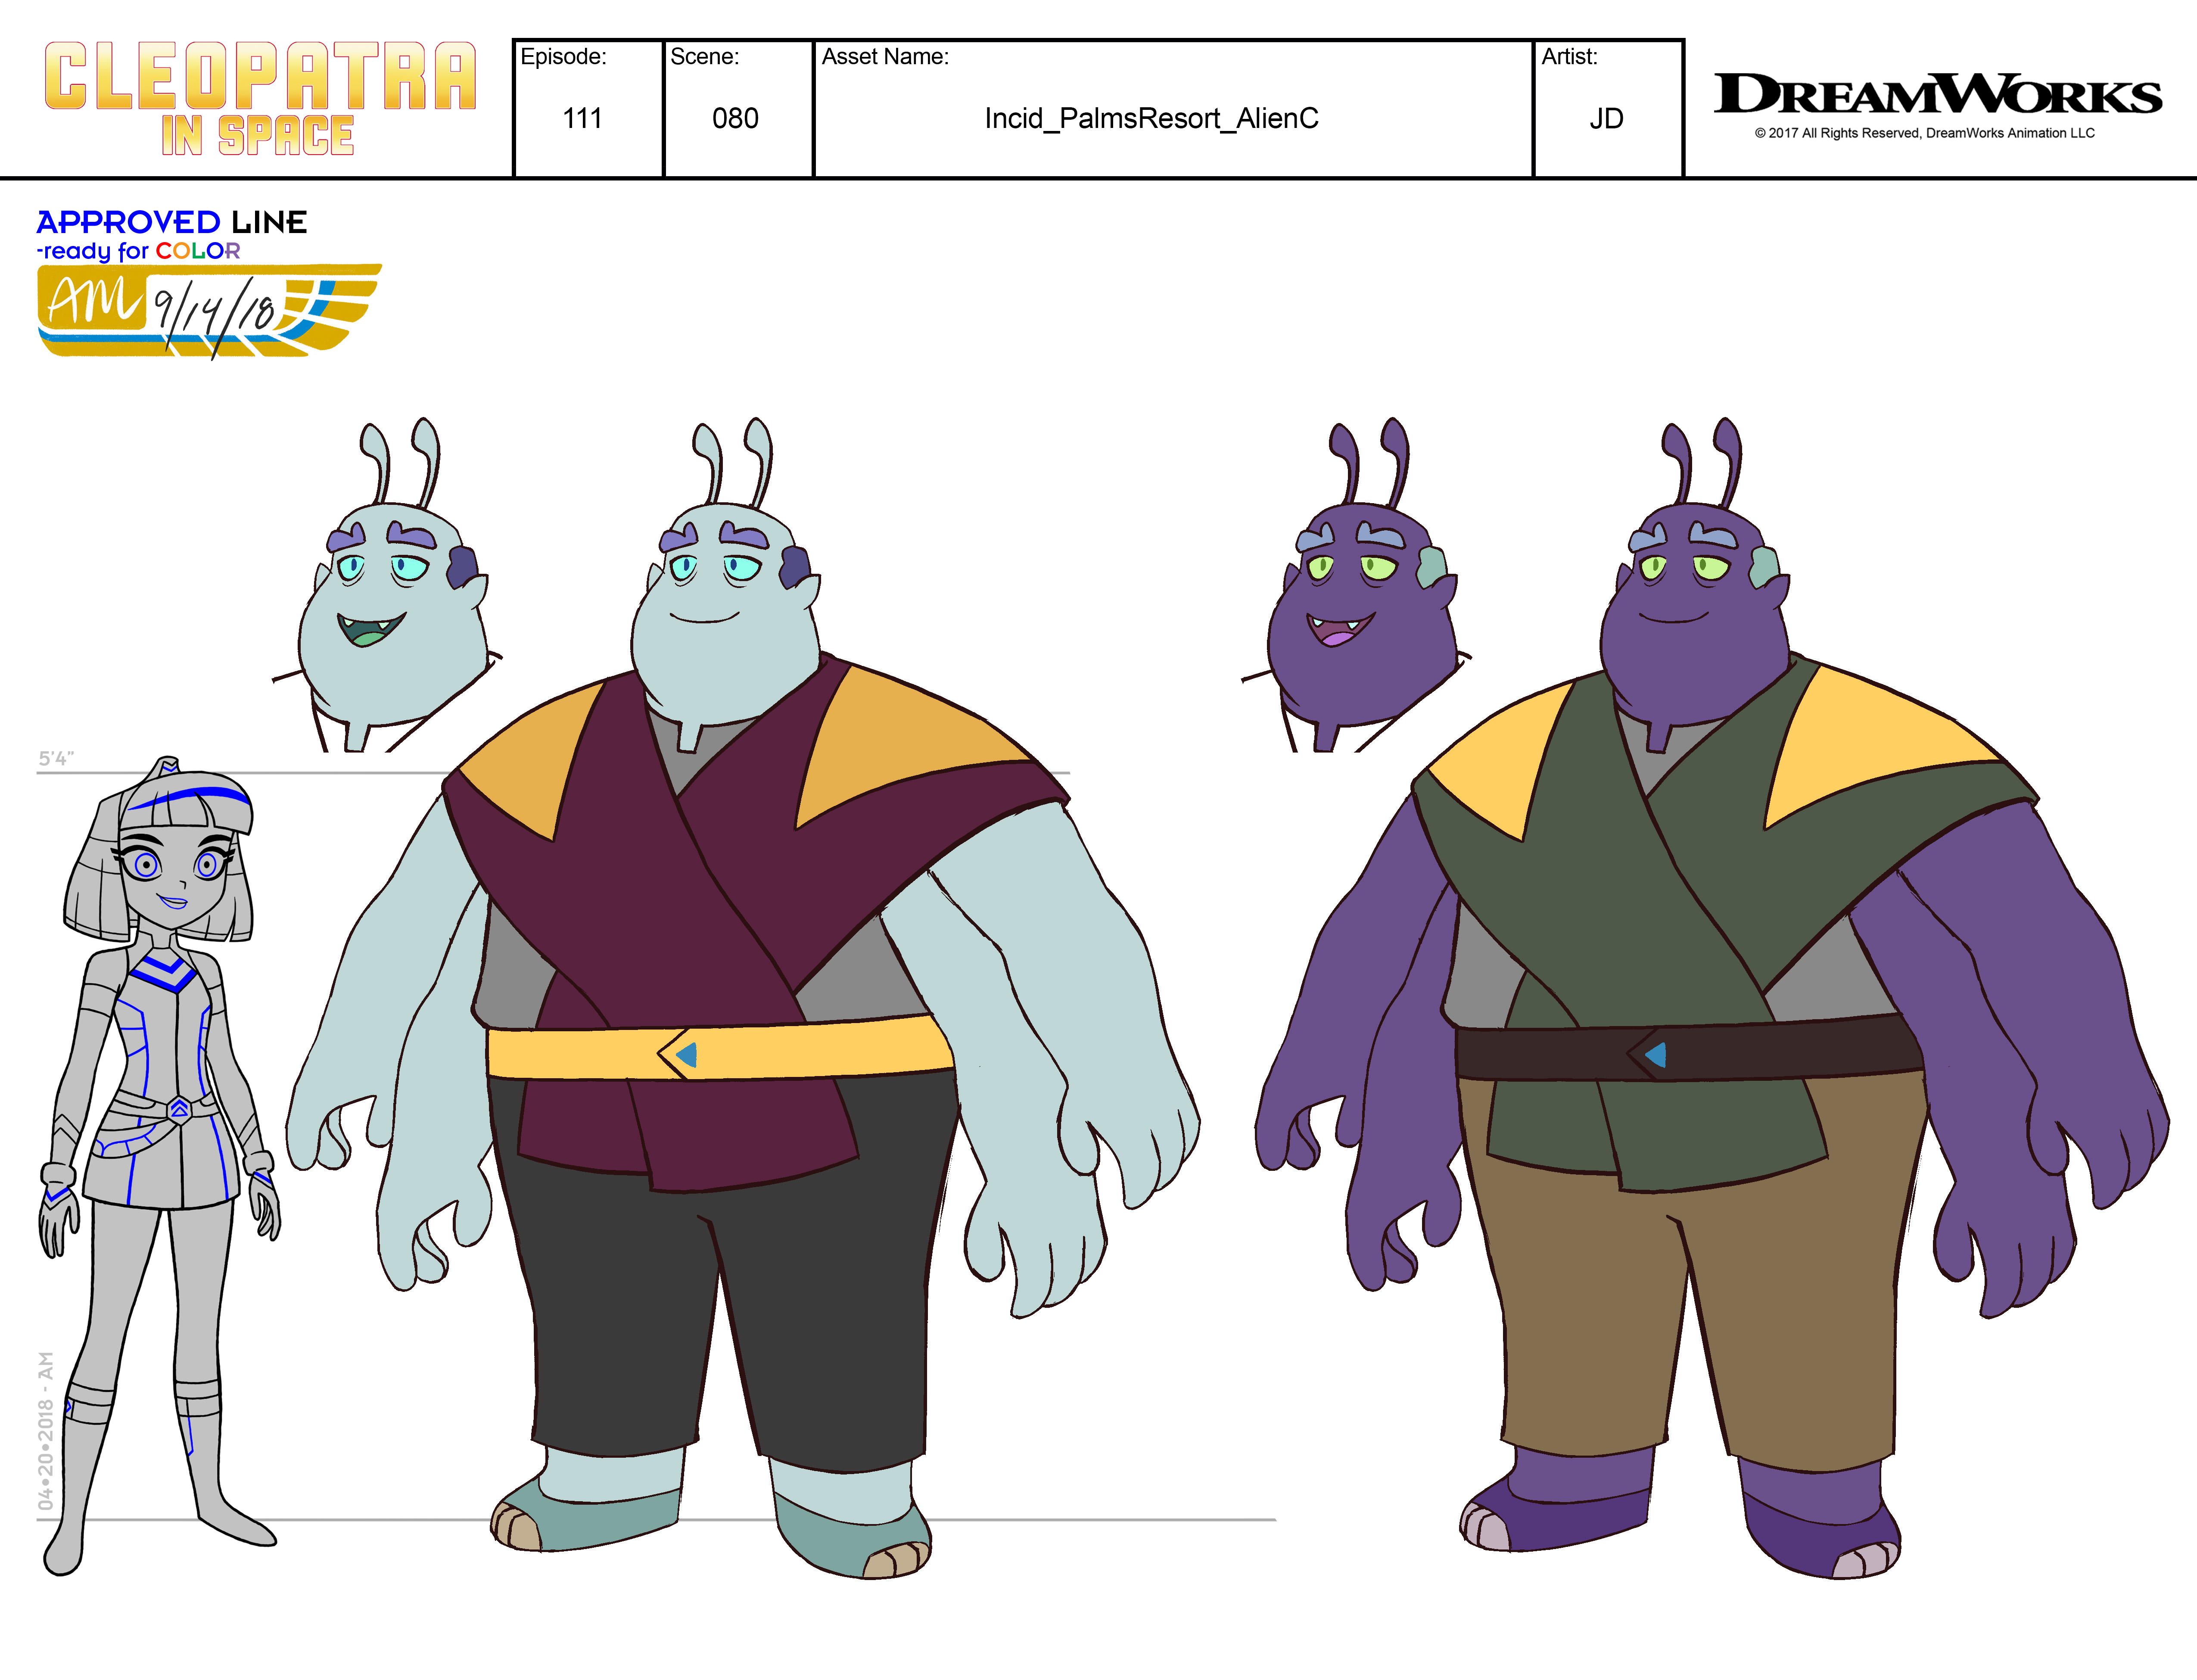 CLEOPATRA
IN SPACE
Episode:
111
Scene:
080
Asset Name:
Incid_PalmsResort_AlienC
Artist:
JD
DREAMWORKS
© 2017 All Rights Reserved, DreamWorks Animation LLC
APPROVED LINE
-ready for COLOR
AM 9/14/18
5'4"
04•20•2018 - AM